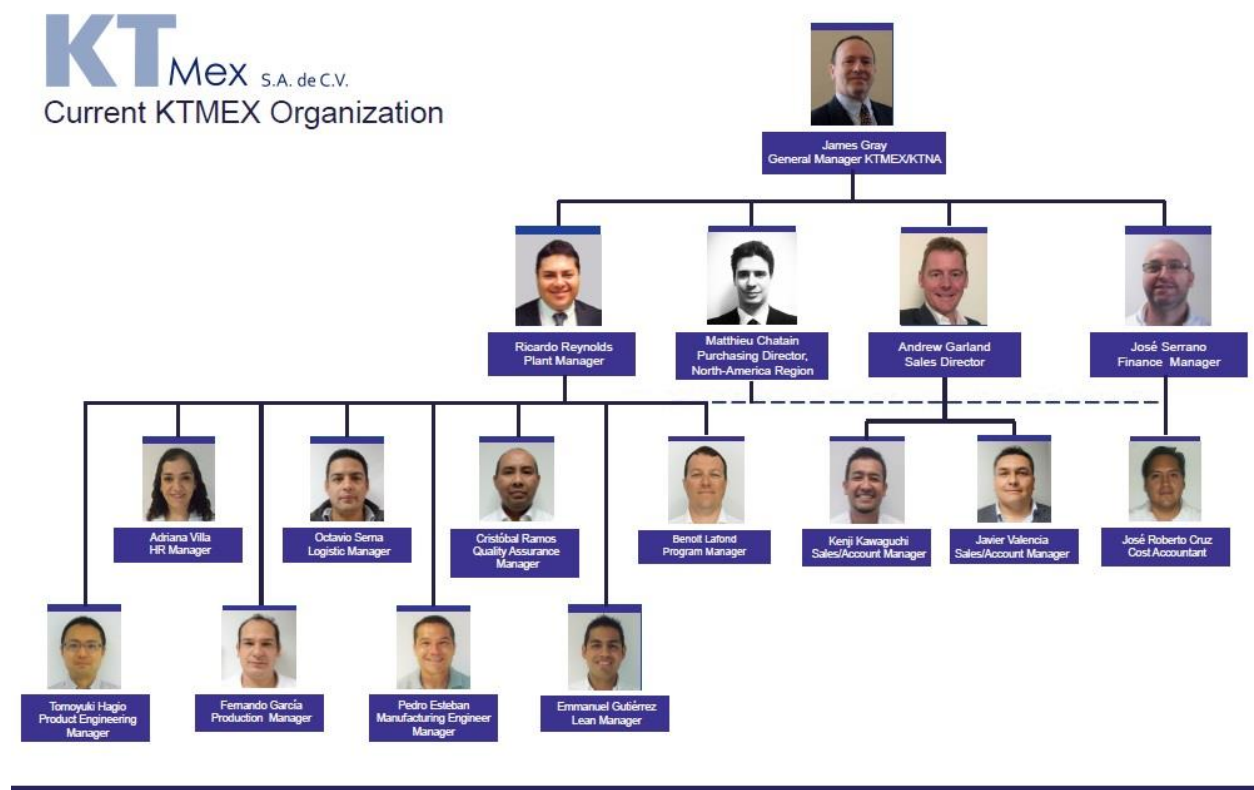 KTMex S.A. de C.V.
Current KTMEX Organization
James Gray
General Manager KTMEX/KTNA
Ricardo Reynolds
Plant Manager
Matthieu Chatain
Purchasing Director,
North-America Region
Andrew Garland
Sales Director
José Serrano
Finance Manager
Adriana Villa
HR Manager
Octavio Serna
Logistic Manager
Cristóbal Ramos
Quality Assurance
Manager
Benoit Lafond
Program Manager
Kenji Kawaguchi
Sales/Account Manager
Javier Valencia
Sales/Account Manager
José Roberto Cruz
Cost Accountant
Tomoyuki Hagio
Product Engineering
Manager
Fernando García
Production Manager
Pedro Esteban
Manufacturing Engineer
Manager
Emmanuel Gutiérrez
Lean Manager